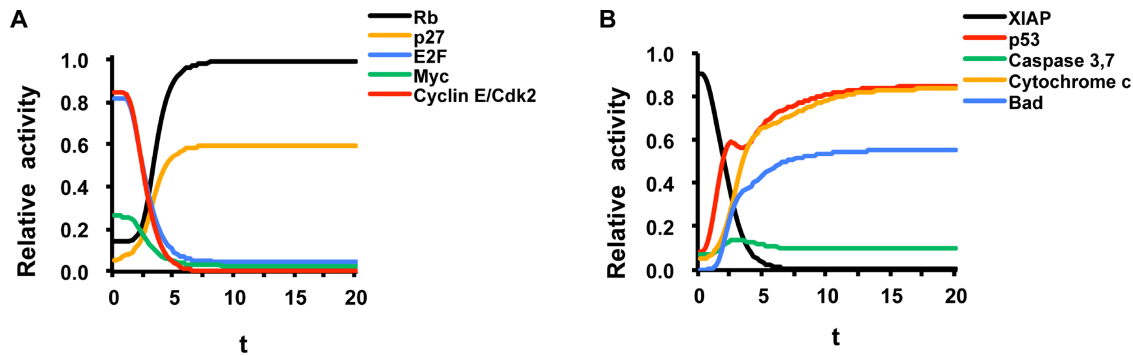 A
Rb
p27
E2F
Myc
Cyclin E/Cdk2
Relative activity
1.0
0.8
0.6
0.4
0.2
0.0
0 5 10 15 20
t
B
XIAP
p53
Caspase 3,7
Cytochrome c
Bad
Relative activity
1.0
0.8
0.6
0.4
0.2
0.0
0 5 10 15 20
t